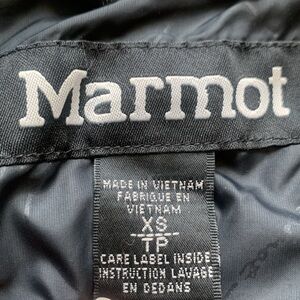 Marmot
MADE IN VIETNAM
FABRIQUE EN
VIETNAM
XS
TP
CARE LABEL INSIDE
INSTRUCTION LAVAGE
EN DEDANS